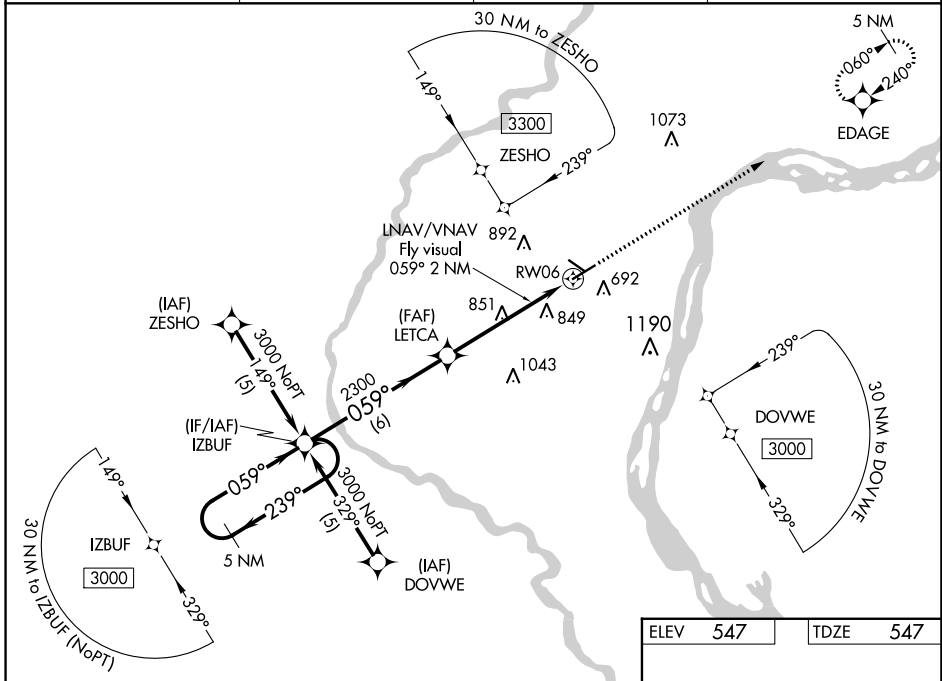 30 NM to ZESHO
149°
3300
ZESHO
239°
1073
5 NM
060°
240°
EDAGE
LNAV/VNAV
Fly visual
059° 2 NM
892
RW06
692
851
849
1190
1043
(FAF)
LETCA
(IAF)
ZESHO
3000 NoPT
149°
(5)
2300
059°
(6)
(IF/IAF)
IZBUF
059°
239°
5 NM
3000 NoPT
329°
(5)
(IAF)
DOVWE
149°
IZBUF
3000
329°
30 NM to IZBUF (NoPT)
239°
DOVWE
3000
329°
30 NM to DOVWE
ELEV 547
TDZE 547